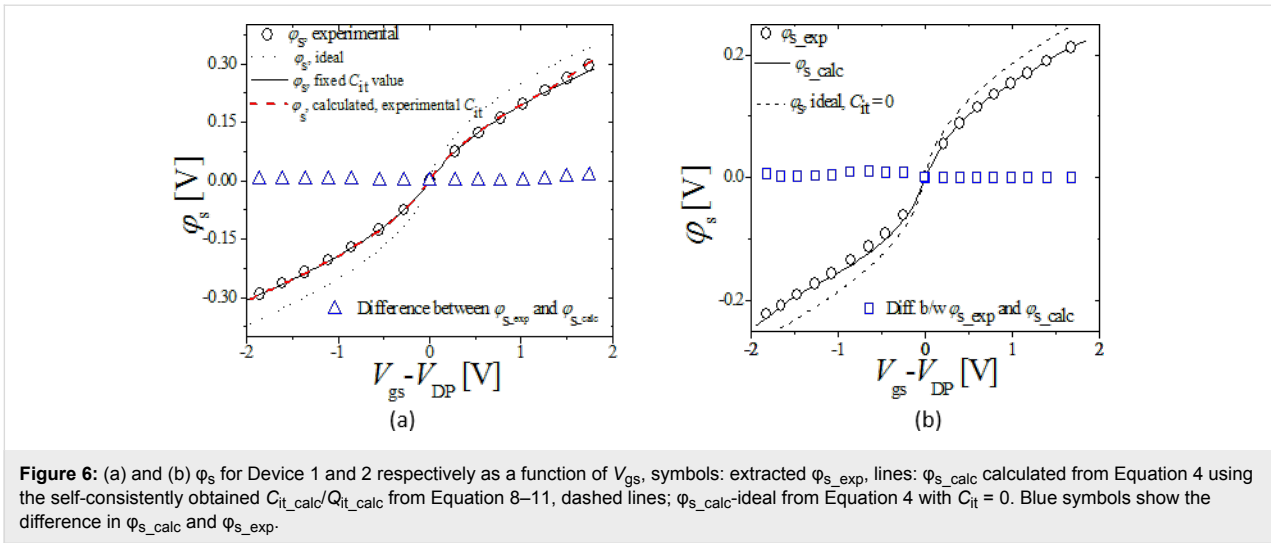 φs, experimental
φs, ideal
φs, fixed Cit value
φs, calculated, experimental Cit
0.30
0.15
0.00
-0.15
-0.30
φs [V]
Difference between φs_exp and φs_calc
-2 -1 0 1 2
Vgs-VDP [V]
(a)
φs_exp
φs_calc
φs, ideal, Cit = 0
0.2
0.0
-0.2
φs [V]
Diff. b/w φs_exp and φs_calc
-2 -1 0 1 2
Vgs-VDP [V]
(b)
Figure 6: (a) and (b) φs for Device 1 and 2 respectively as a function of Vgs, symbols: extracted φs_exp, lines: φs_calc calculated from Equation 4 using
the self-consistently obtained Cit_calc/Qit_calc from Equation 8–11, dashed lines; φs_calc-ideal from Equation 4 with Cit = 0. Blue symbols show the
difference in φs_calc and φs_exp.